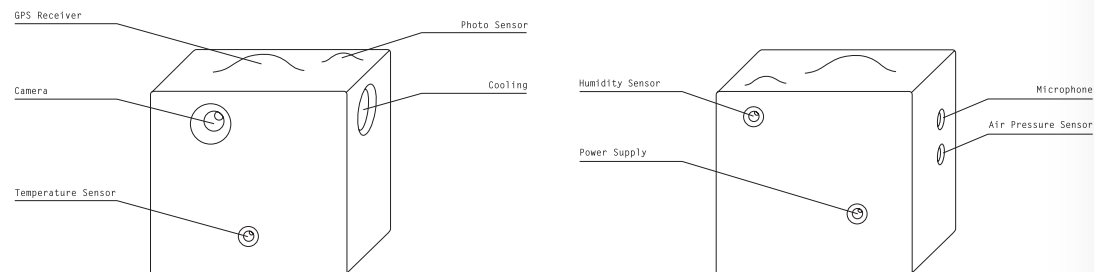 GPS Receiver
Photo Sensor
Camera
Cooling
Temperature Sensor
Humidity Sensor
Microphone
Air Pressure Sensor
Power Supply